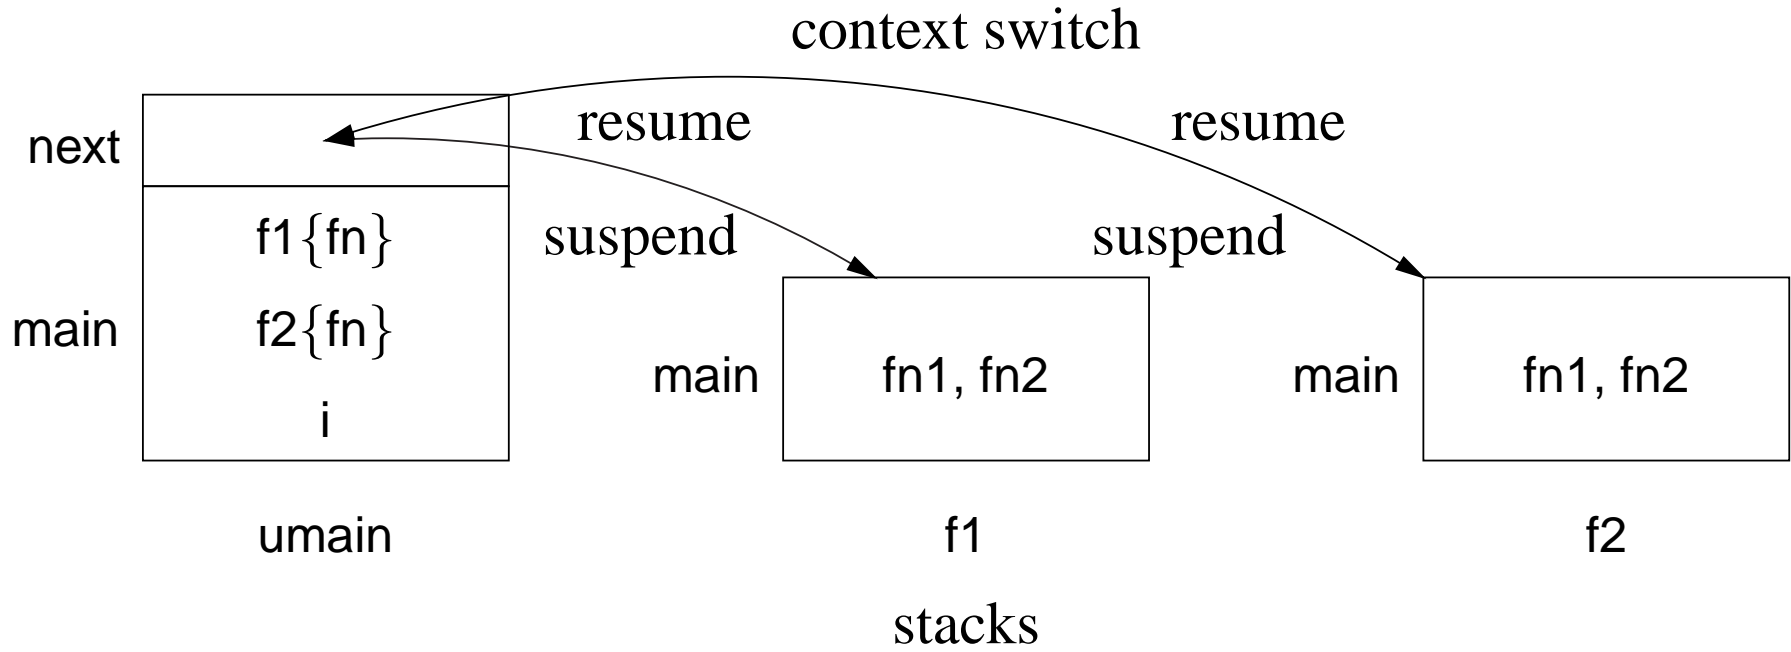 context switch
next
resume
resume
f1{fn}
suspend
suspend
main
f2{fn}
i
main
fn1, fn2
main
fn1, fn2
umain
f1
f2
stacks